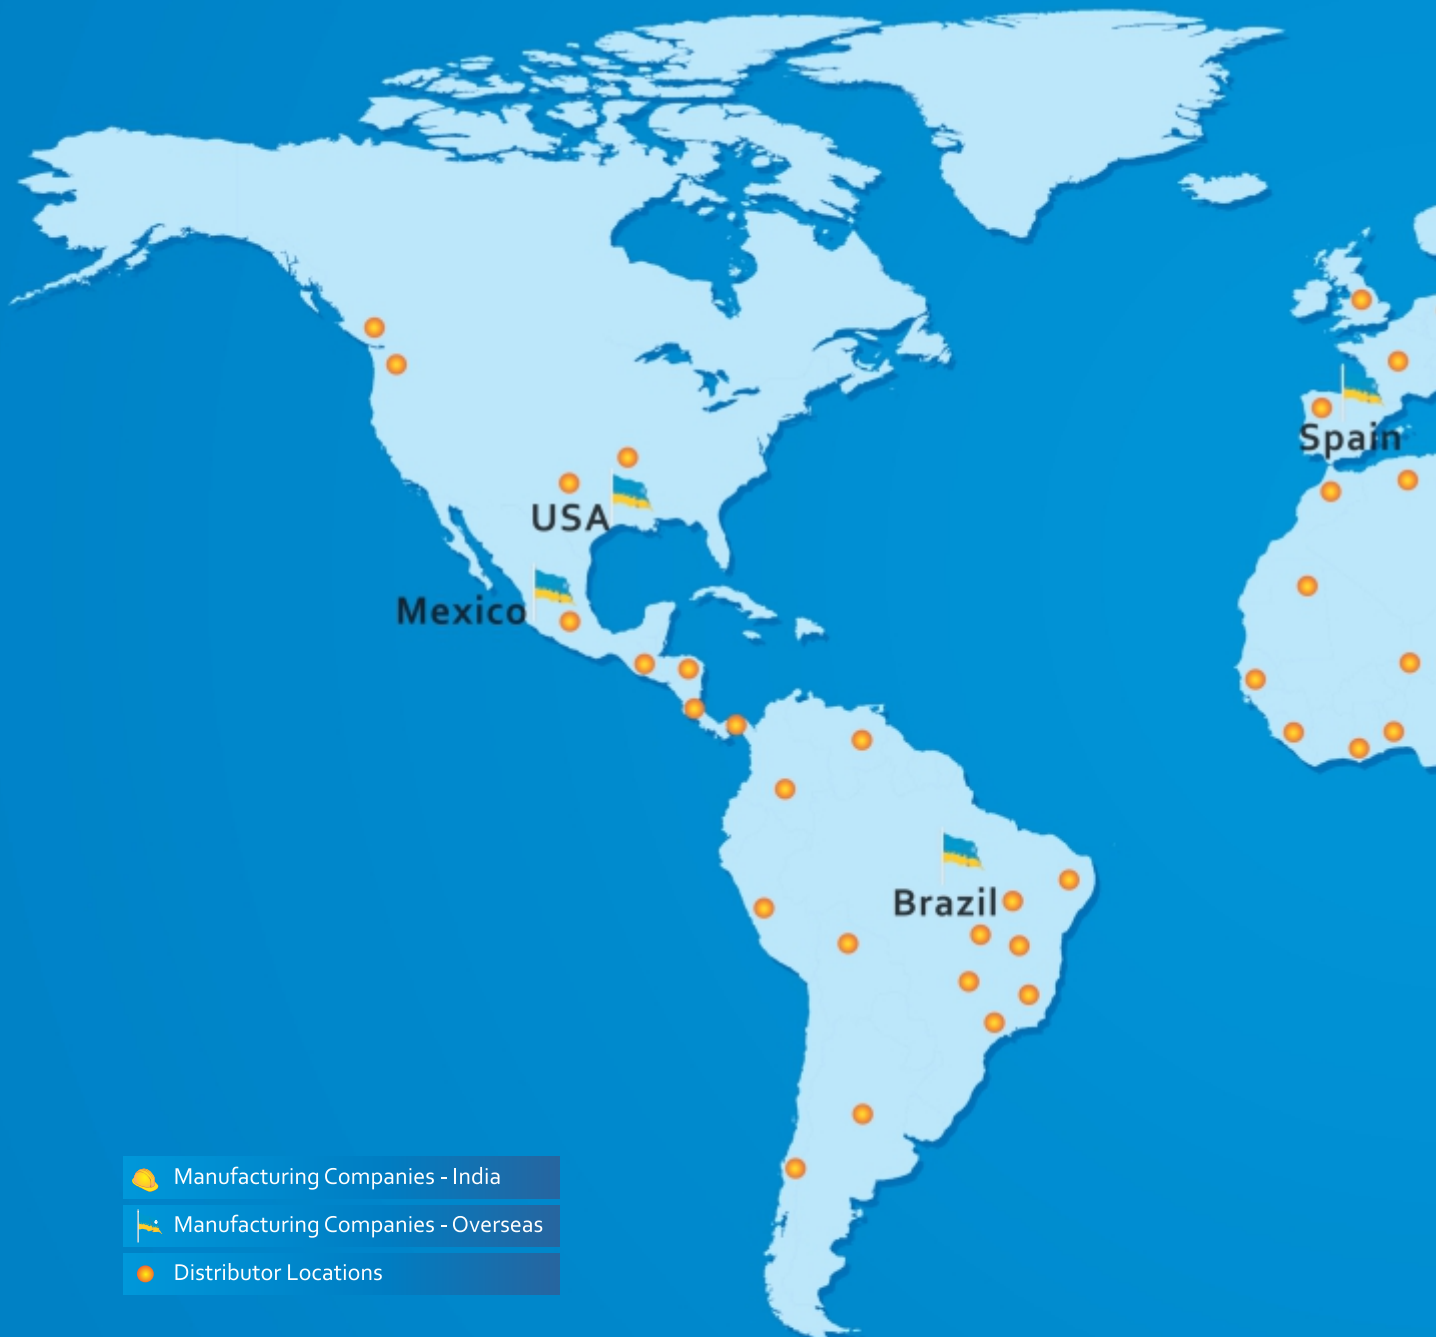 Spain
USA
Mexico
Brazil
Manufacturing Companies - India
Manufacturing Companies - Overseas
Distributor Locations